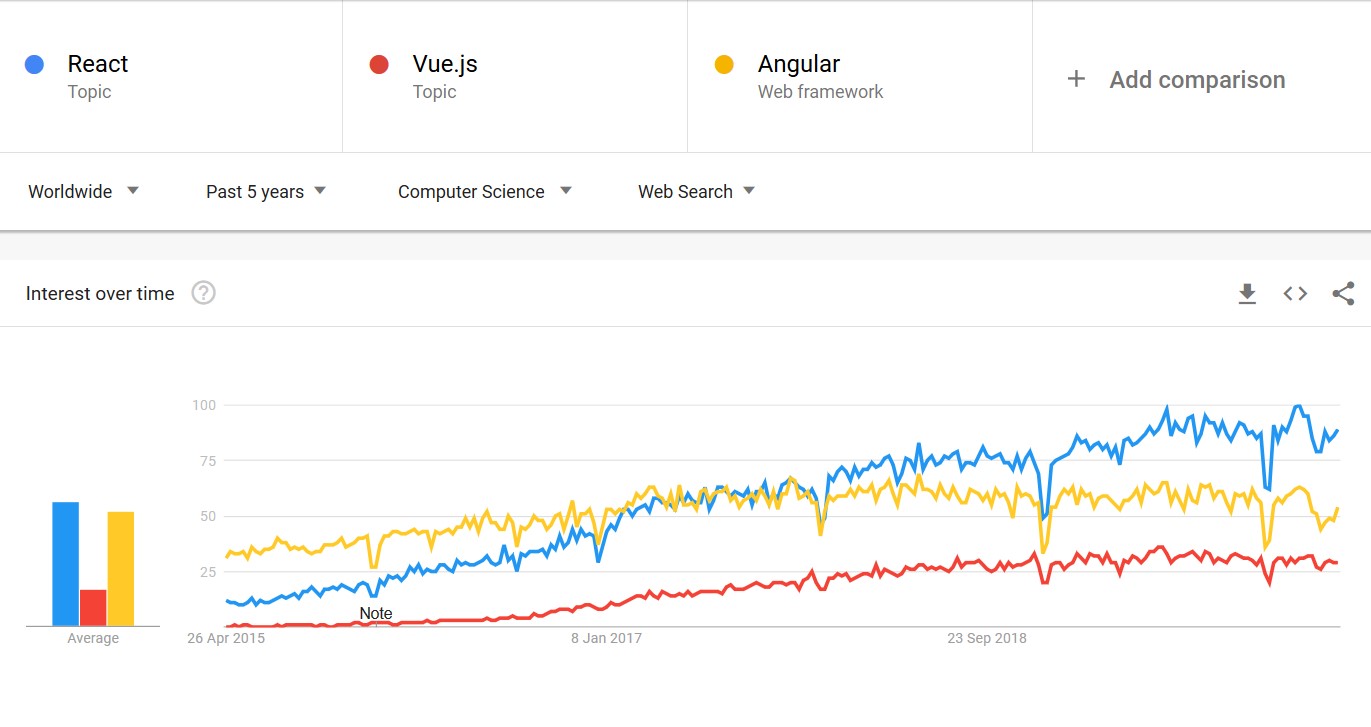 React
Topic
Vue.js
Topic
Angular
Web framework
+ Add comparison
Worldwide
Past 5 years
Computer Science
Web Search
Interest over time
?
100
75
50
25
Note
Average
26 Apr 2015
8 Jan 2017
23 Sep 2018